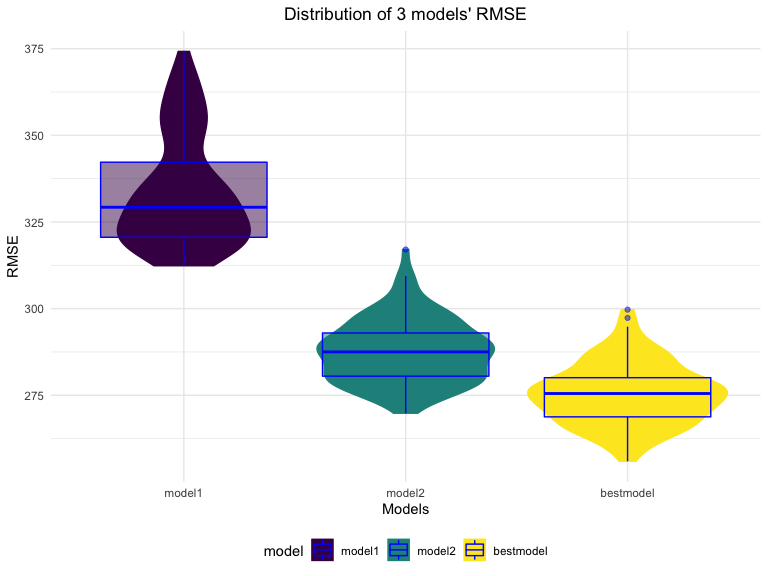 Distribution of 3 models' RMSE
375
350
325
300
275
RMSE
model1 model2 bestmodel
Models
model model1 model2 bestmodel